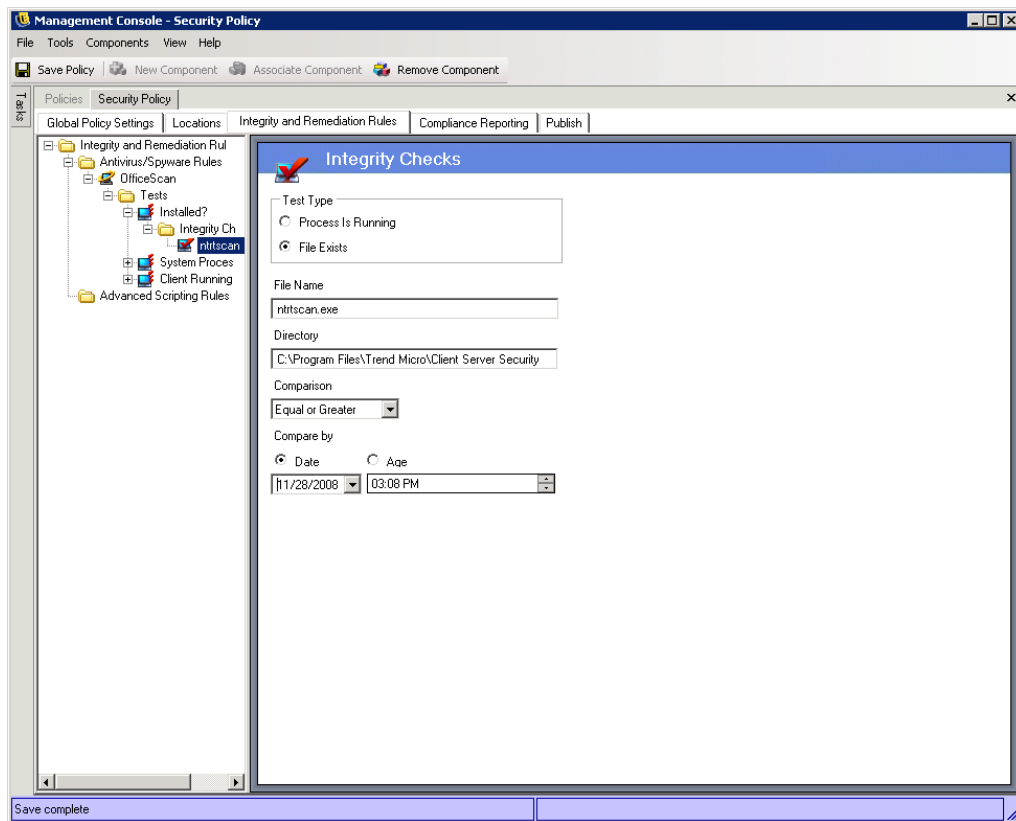 Management Console - Security Policy
File Tools Components View Help
Save Policy New Component Associate Component Remove Component
Tasks
Policies Security Policy
Global Policy Settings Locations Integrity and Remediation Rules Compliance Reporting Publish
Integrity and Remediation Rul
Antivirus/Spyware Rules
OfficeScan
Tests
Installed?
Integrity Ch
ntrtscan
System Proces
Client Running
Advanced Scripting Rules
Integrity Checks
Test Type
Process Is Running
File Exists
File Name
ntrtscan.exe
Directory
C:\Program Files\Trend Micro\Client Server Security
Comparison
Equal or Greater
Compare by
Date Age
11/28/2008 03:08 PM
Save complete